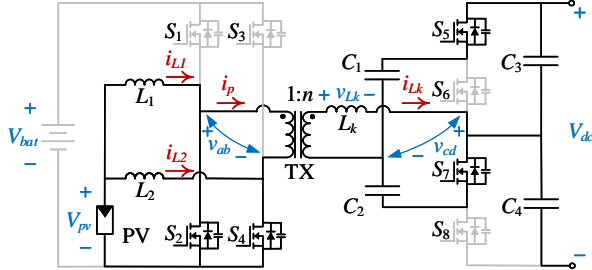 S1 S3 S5
iL1 C1 C3
L1 ip 1:n + vLk − iLk S6
+ Lk +
Vbat + vab − + vcd − Vdc
− iL2 TX S7
+ L2 C2 C4
Vpv PV S2 S4 S8
− −